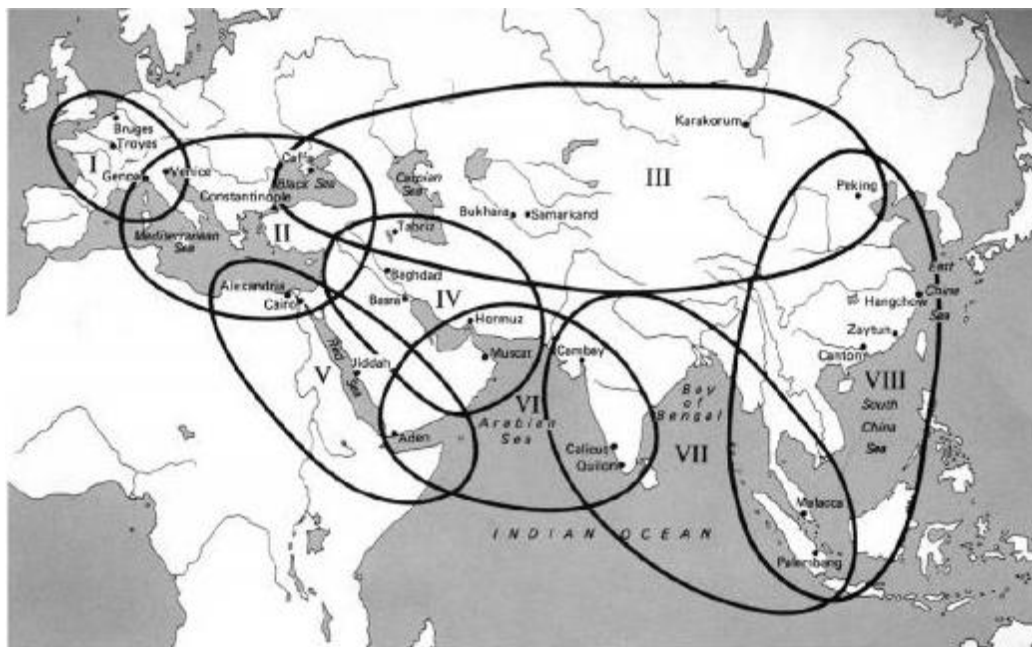 Bruges
Troyes
I
Genoa
Venice
Caffa
Black Sea
Constantinople
II
Mediterranean
Sea
Caspian
Sea
Karakorum
III
Bukhara
Samarkand
Peking
Tabriz
Baghdad
Basra
IV
Hormuz
Muscat
Alexandria
Cairo
Red Sea
Jiddah
V
Aden
VI
Arabian
Sea
Cambay
Calicut
Quilon
Bay
of
Bengal
VII
East
China
Sea
Hangchow
Zaytun
Canton
VIII
South
China
Sea
Malacca
Palembang
INDIAN OCEAN